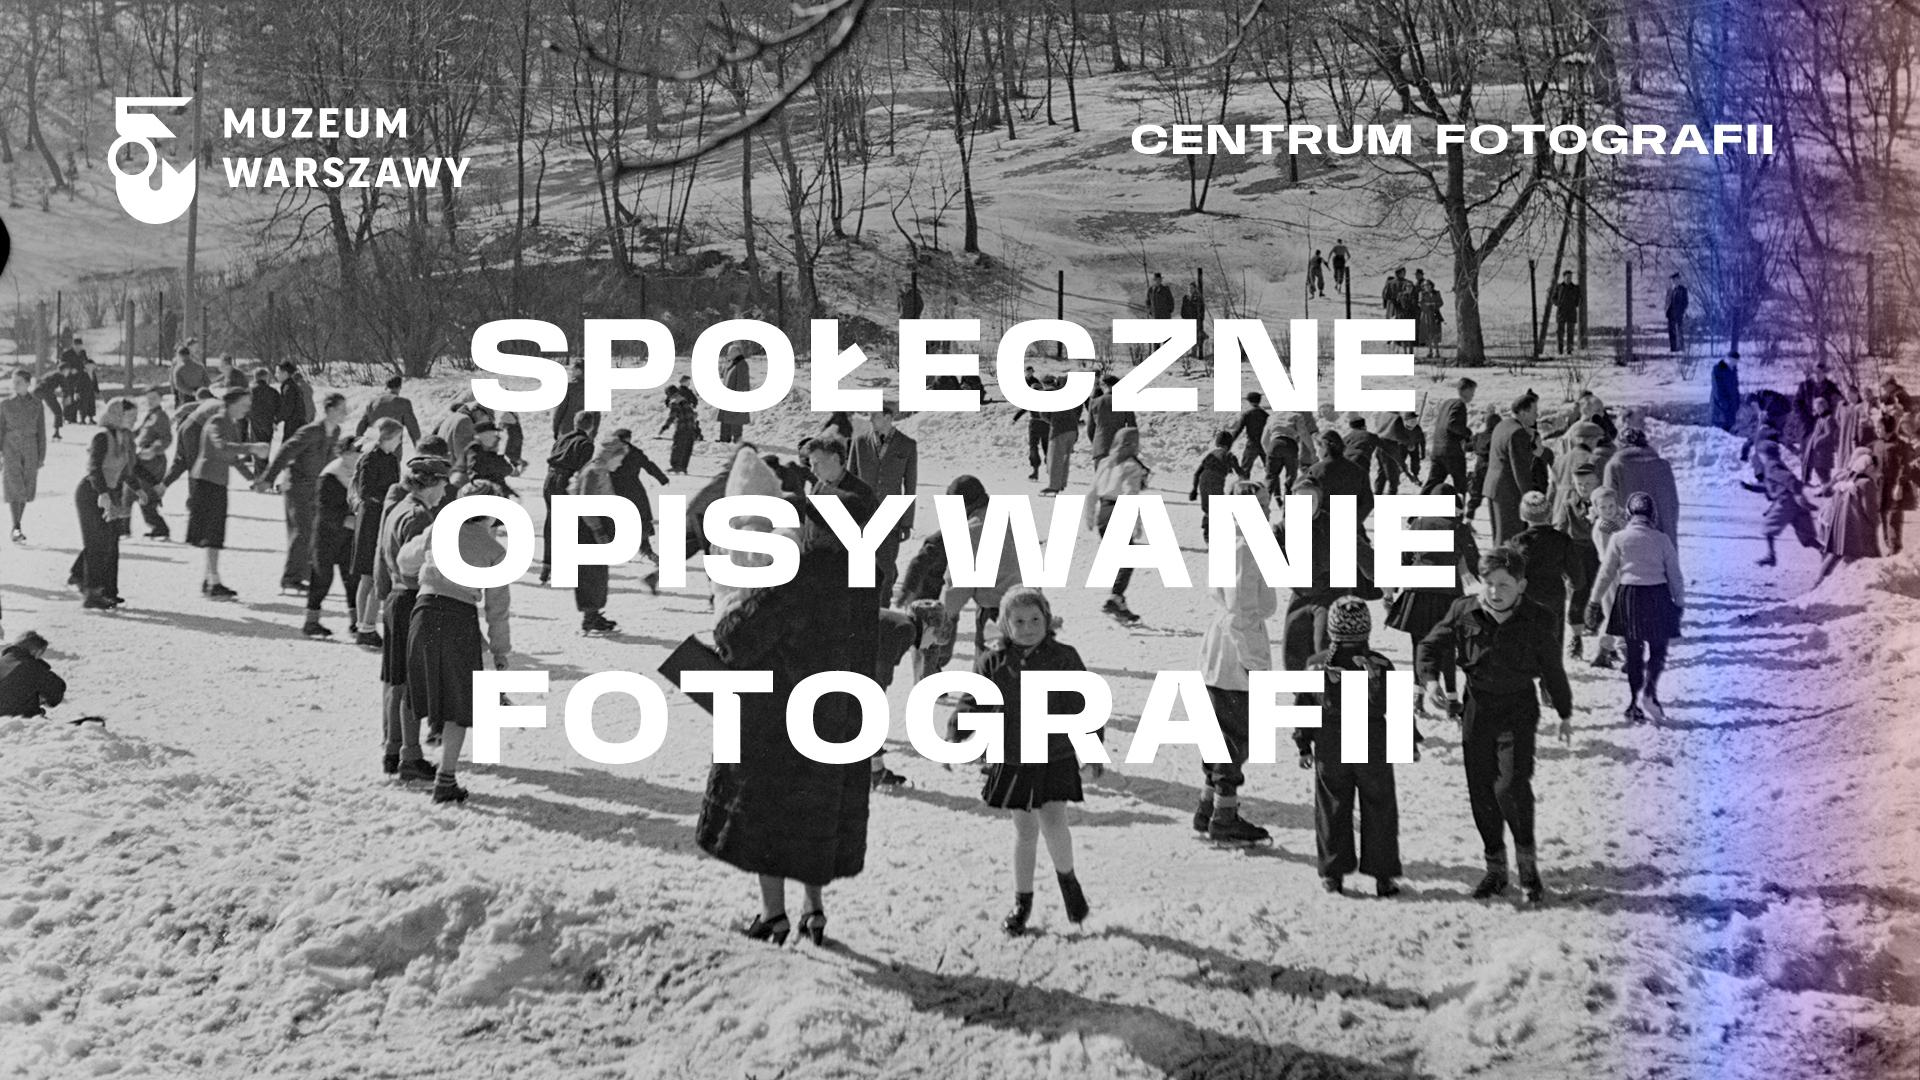 MUZEUM
WARSZAWY
CENTRUM FOTOGRAFII
SPOŁECZNE
OPISYWANIE
FOTOGRAFII